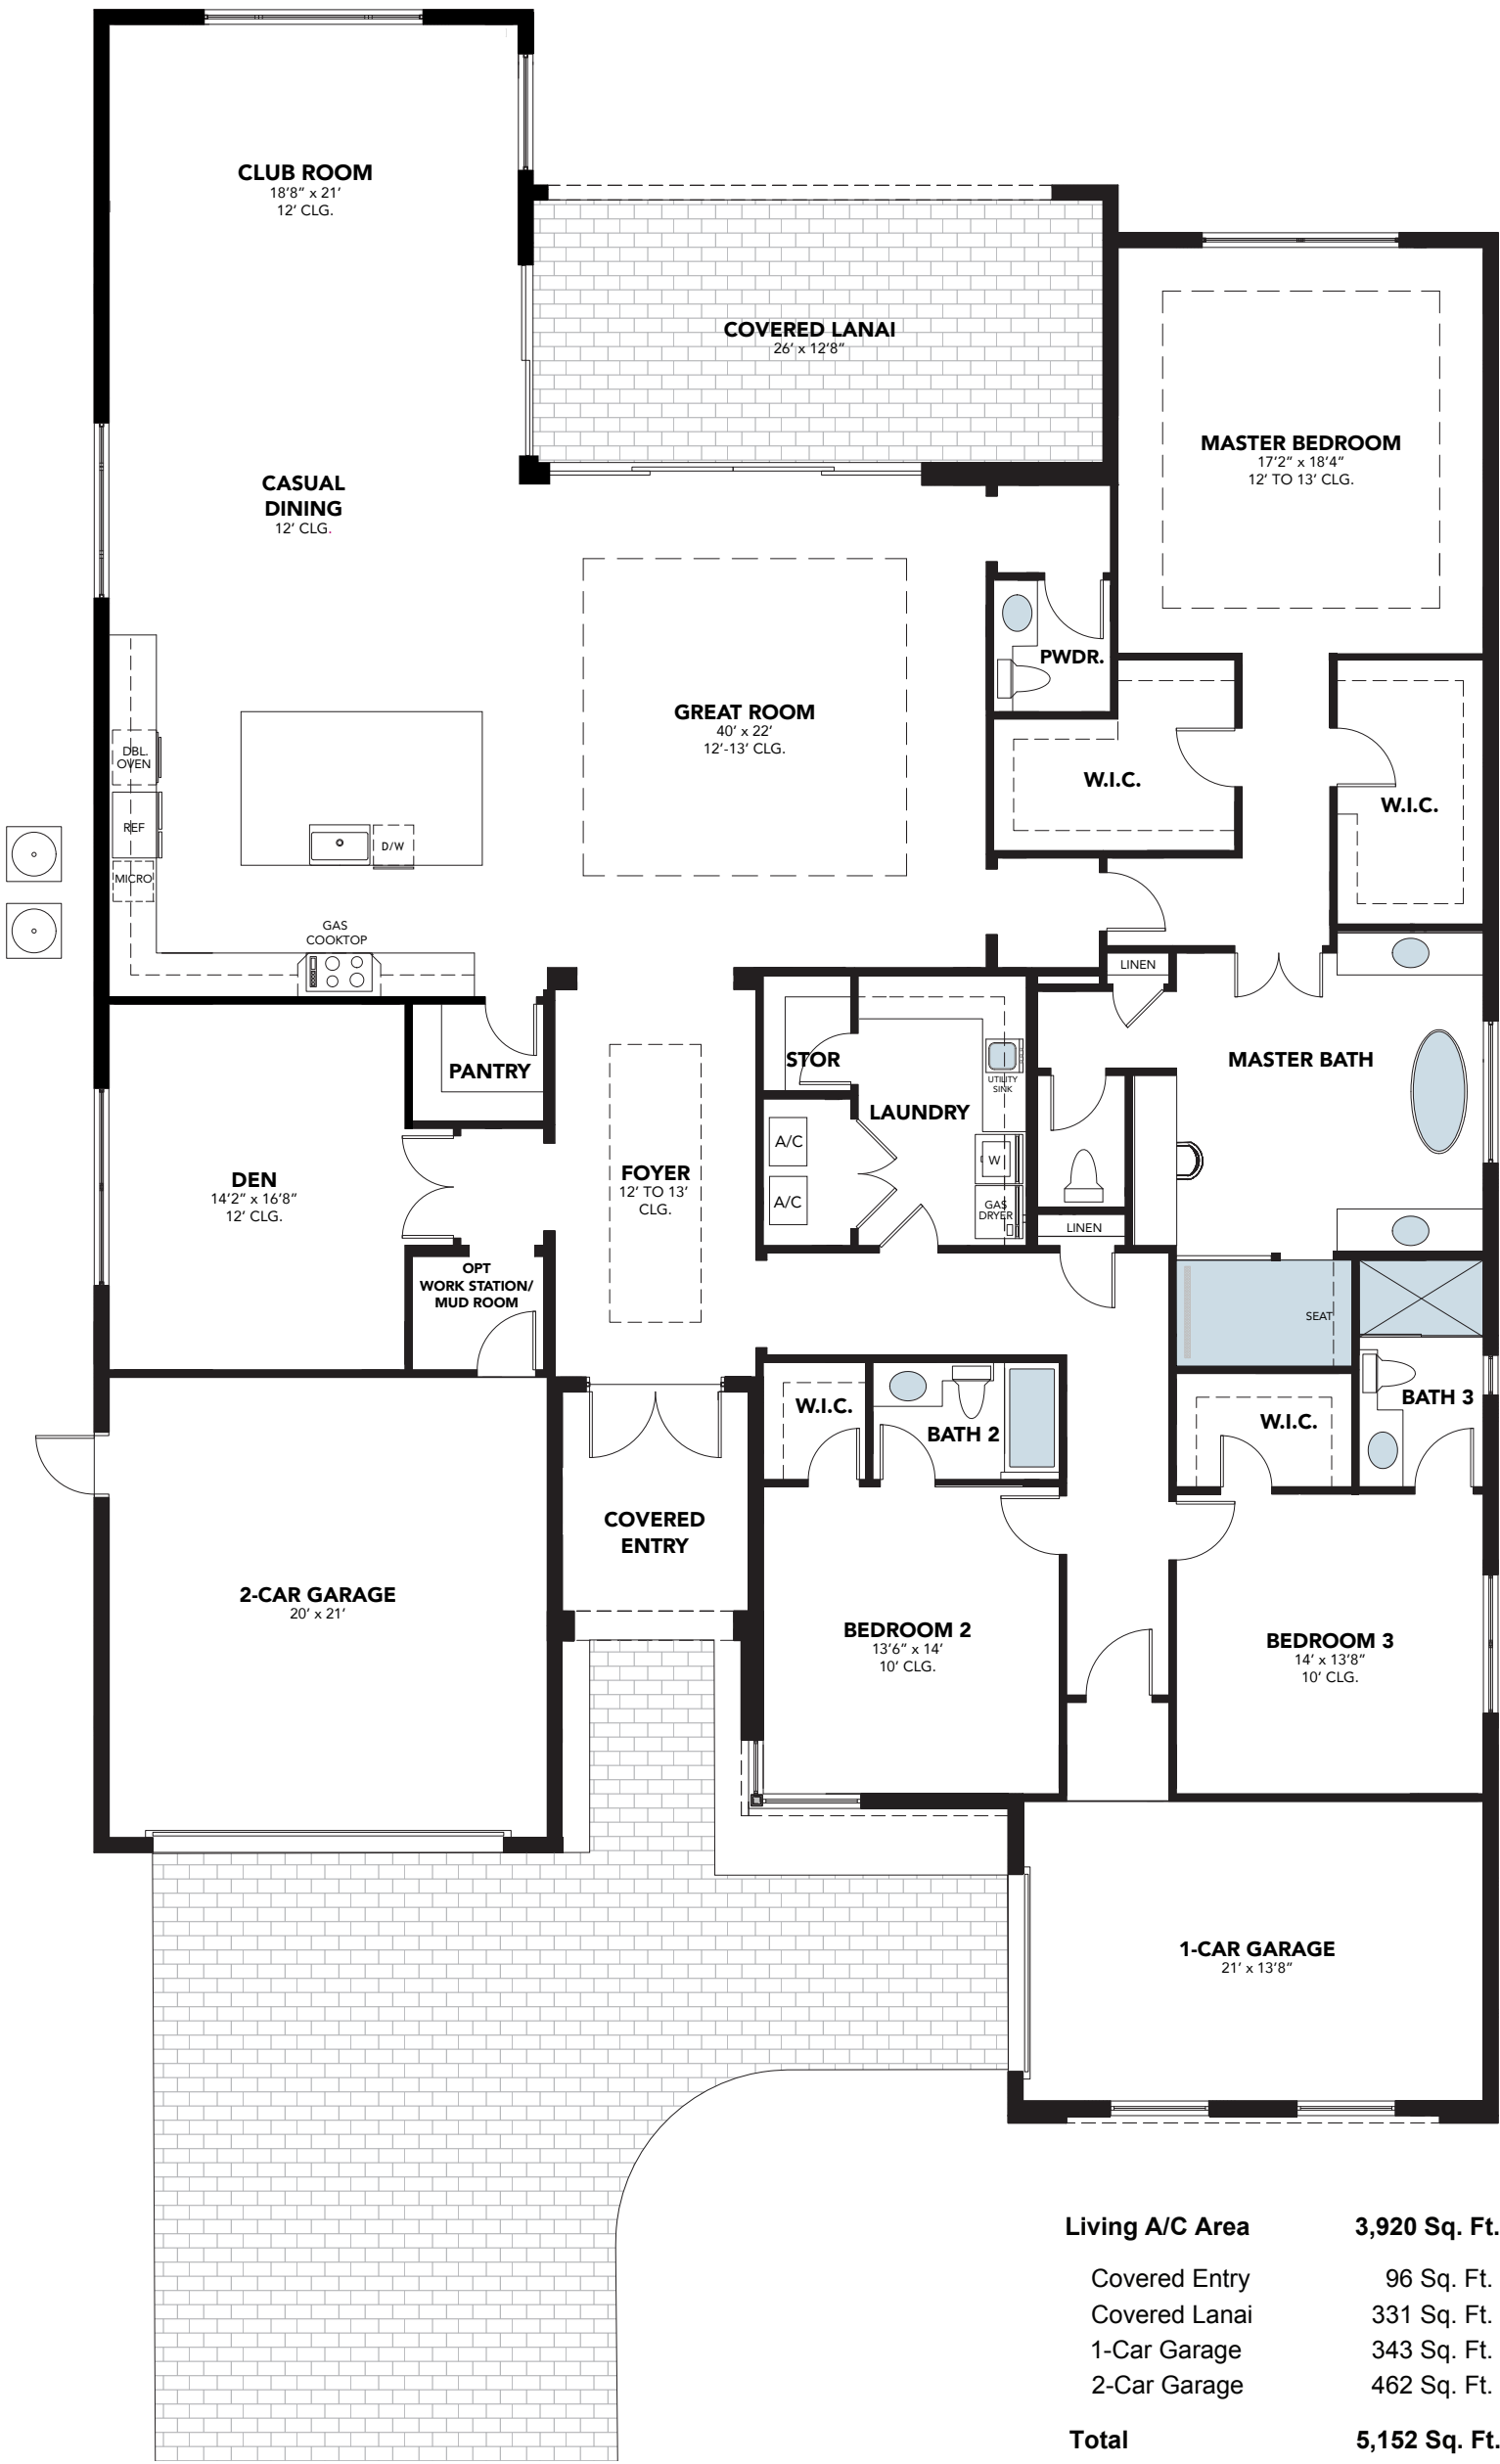 CLUB ROOM
18'8" x 21'
12' CLG.
COVERED LANAI
26' x 12'8"
MASTER BEDROOM
17'2" x 18'4"
12' TO 13' CLG.
CASUAL
DINING
12' CLG.
PWDR.
GREAT ROOM
40' x 22'
12'-13' CLG.
W.I.C.
W.I.C.
DBL.
OVEN
REF
MICRO
D/W
GAS
COOKTOP
LINEN
PANTRY
STOR
UTILITY
SINK
LAUNDRY
MASTER BATH
A/C
A/C
W
GAS
DRYER
DEN
14'2" x 16'8"
12' CLG.
FOYER
12' TO 13'
CLG.
LINEN
OPT
WORK STATION/
MUD ROOM
SEAT
W.I.C.
BATH 2
W.I.C.
BATH 3
COVERED
ENTRY
2-CAR GARAGE
20' x 21'
BEDROOM 2
13'6" x 14'
10' CLG.
BEDROOM 3
14' x 13'8"
10' CLG.
1-CAR GARAGE
21' x 13'8"
Living A/C Area 3,920 Sq. Ft.
Covered Entry 96 Sq. Ft.
Covered Lanai 331 Sq. Ft.
1-Car Garage 343 Sq. Ft.
2-Car Garage 462 Sq. Ft.
Total 5,152 Sq. Ft.